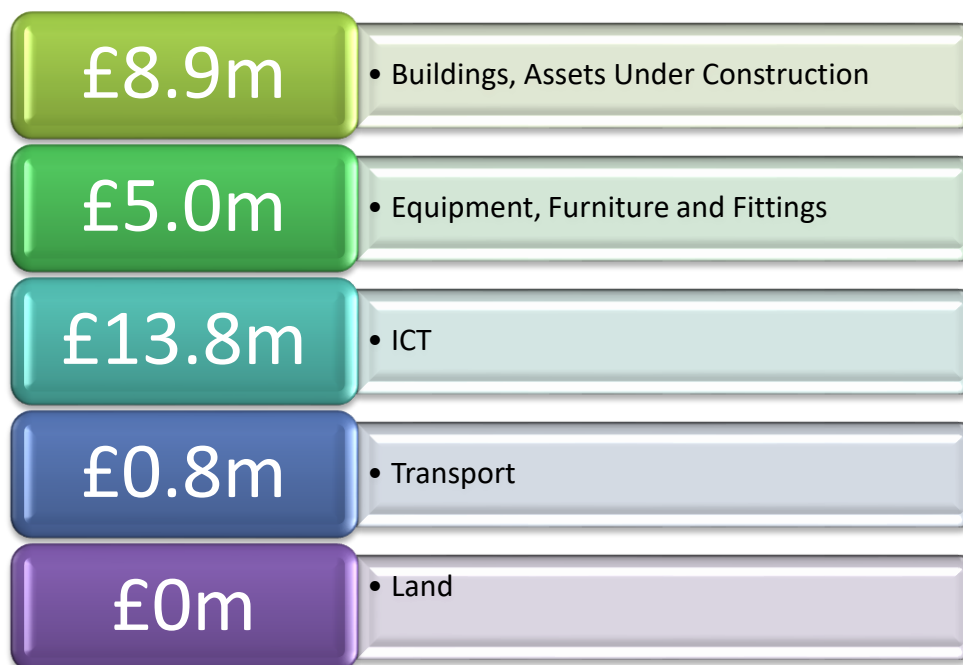 £8.9m
• Buildings, Assets Under Construction
£5.0m
• Equipment, Furniture and Fittings
£13.8m
• ICT
£0.8m
• Transport
£0m
• Land